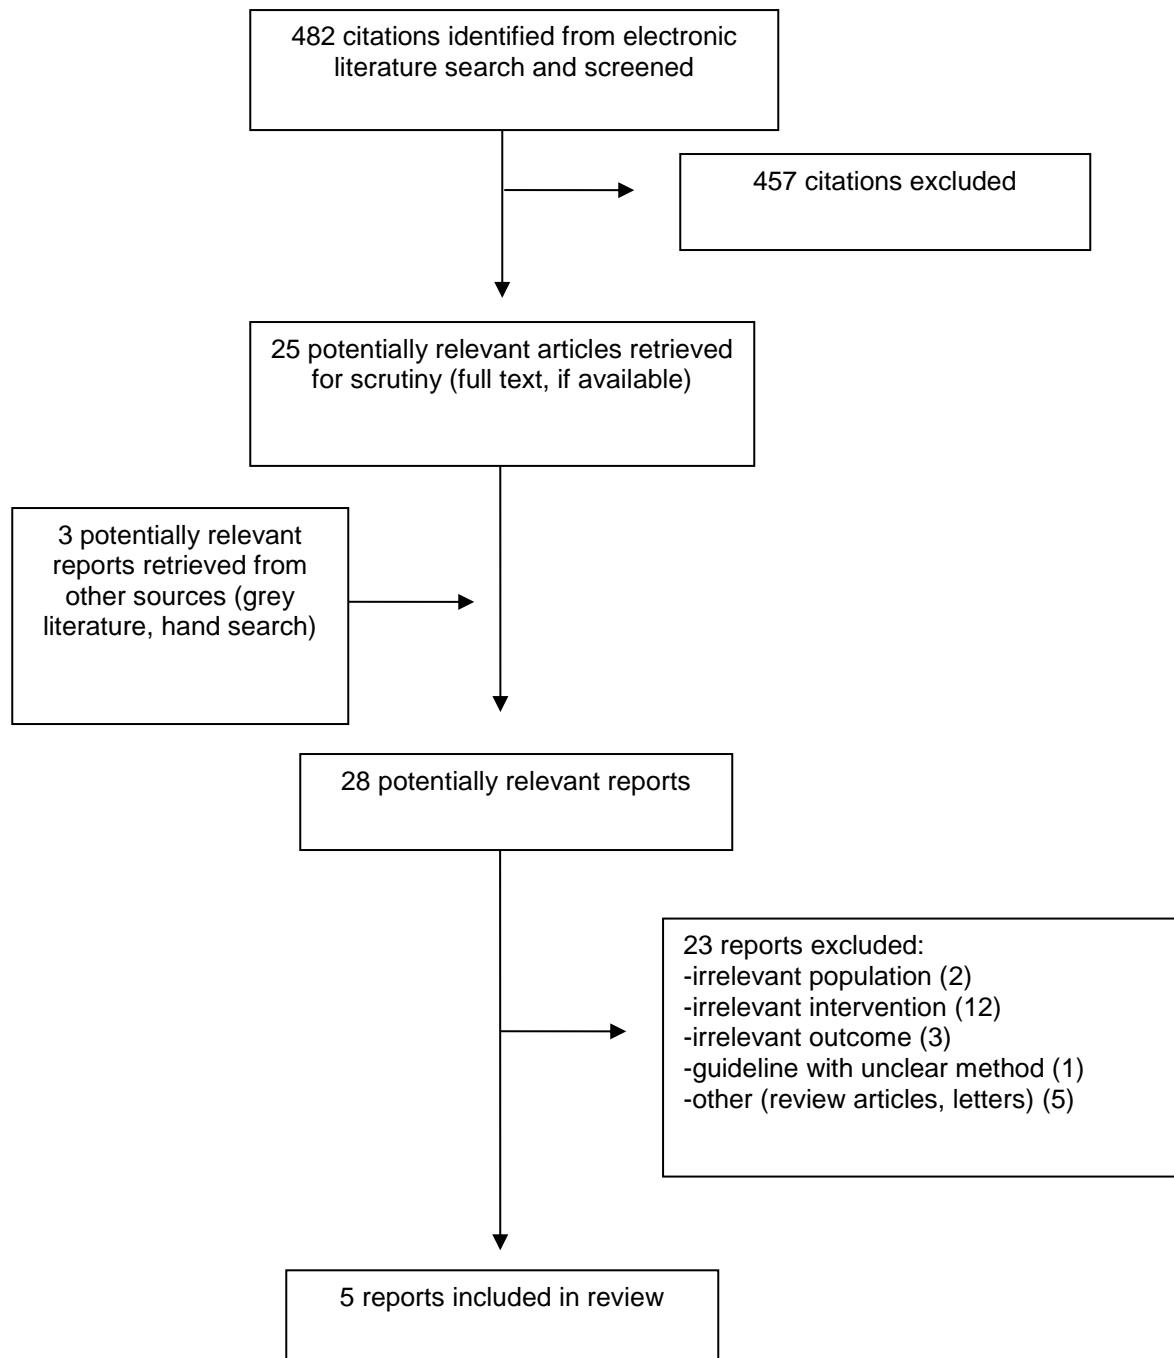 482 citations identified from electronic
literature search and screened
457 citations excluded
25 potentially relevant articles retrieved
for scrutiny (full text, if available)
3 potentially relevant
reports retrieved from
other sources (grey
literature, hand search)
28 potentially relevant reports
23 reports excluded:
-irrelevant population (2)
-irrelevant intervention (12)
-irrelevant outcome (3)
-guideline with unclear method (1)
-other (review articles, letters) (5)
5 reports included in review